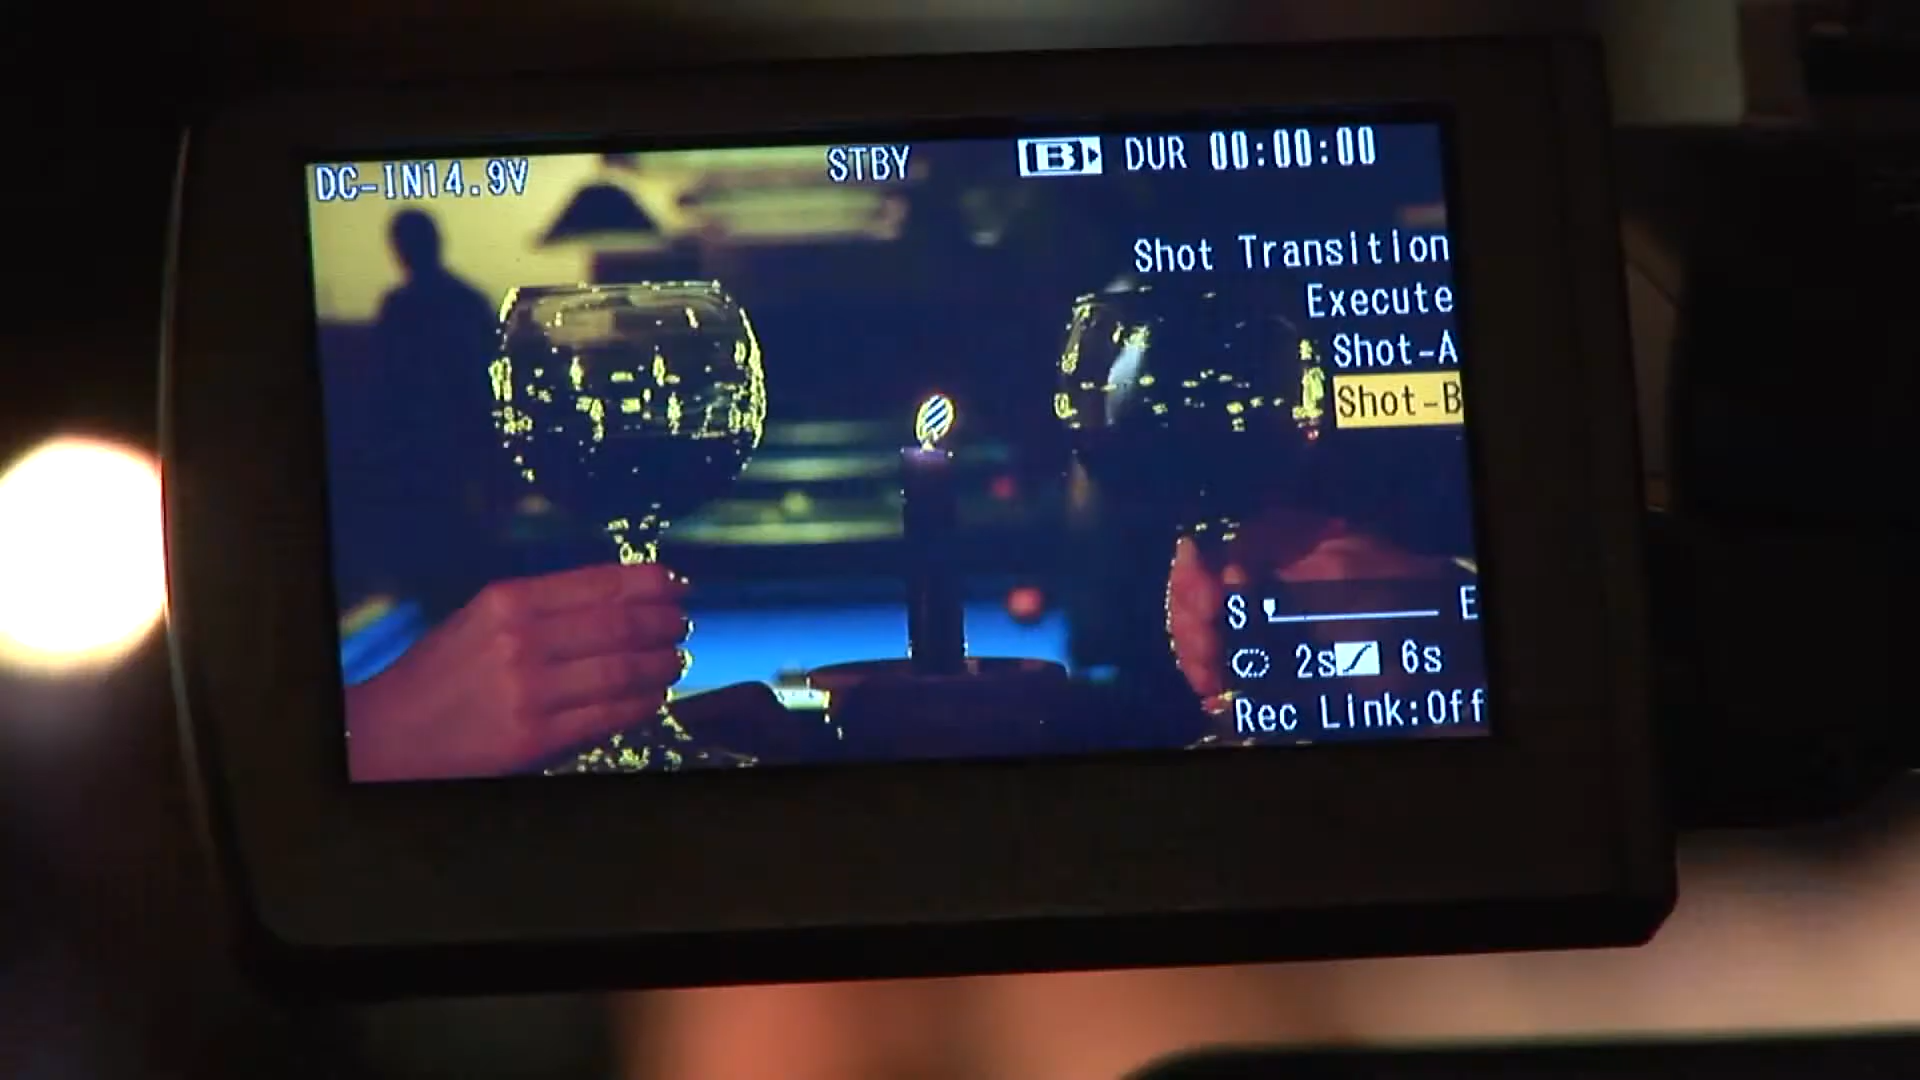 DC-IN14.9V STBY B DUR 00:00:00
Shot Transition
Execute
Shot-A
Shot-B
S E
2s 6s
Rec Link:Off